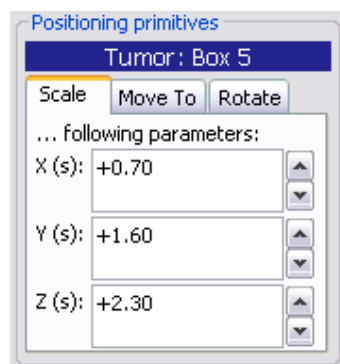 Positioning primitives
Tumor: Box 5
Scale Move To Rotate
... following parameters:
X (s): +0.70
Y (s): +1.60
Z (s): +2.30